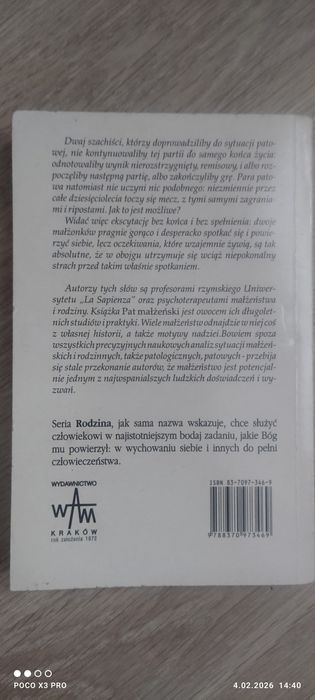 Dwaj szachiści, którzy doprowadziliby do sytuacji pato-
wej, nie kontynuowaliby tej partii do samego końca życia:
odnotowaliby wynik nierozstrzygnięty, remisowy, i albo roz-
poczęliby następną partię, albo zakończyliby grę. Para pato-
wa natomiast nie uczyni nic podobnego: niezmiennie przez
całe dziesięciolecia toczy się mecz, z tymi samymi zagrania-
mi i ripostami. Jak to jest możliwe?
Widać więc ekscytację bez końca i bez spełnienia: dwoje
małżonków pragnie gorąco i desperacko spotkać się i powie-
rzyć siebie, lecz oczekiwania, które wzajemnie żywią, są tak
absolutne, że w obojgu utrzymuje się wciąż niepokonalny
strach przed takim właśnie spotkaniem.
Autorzy tych słów są profesorami rzymskiego Uniwer-
sytetu „La Sapienza" oraz psychoterapeutami małżeństwa
i rodziny. Książka Pat małżeński jest owocem ich długolet-
nich studiów i praktyki. Wiele małżeństw odnajdzie w niej coś
z własnej historii, a także motywy nadziei. Bowiem spoza
wszystkich precyzyjnych naukowych analiz sytuacji małżeń-
skich i rodzinnych, także patologicznych, patowych - przebija
się stale przekonanie autorów, że małżeństwo jest potencjal-
nie jednym z najwspanialszych ludzkich doświadczeń i wy-
zwań.
Seria Rodzina, jak sama nazwa wskazuje, chce służyć
człowiekowi w najistotniejszym bodaj zadaniu, jakie Bóg
mu powierzył: w wychowaniu siebie i innych do pełni
człowieczeństwa.
WYDAWNICTWO
WAM
KRAKÓW
rok założenia 1872
ISBN 83-7097-346-9
9788370973469
POCO X3 PRO
4.02.2026 14:40